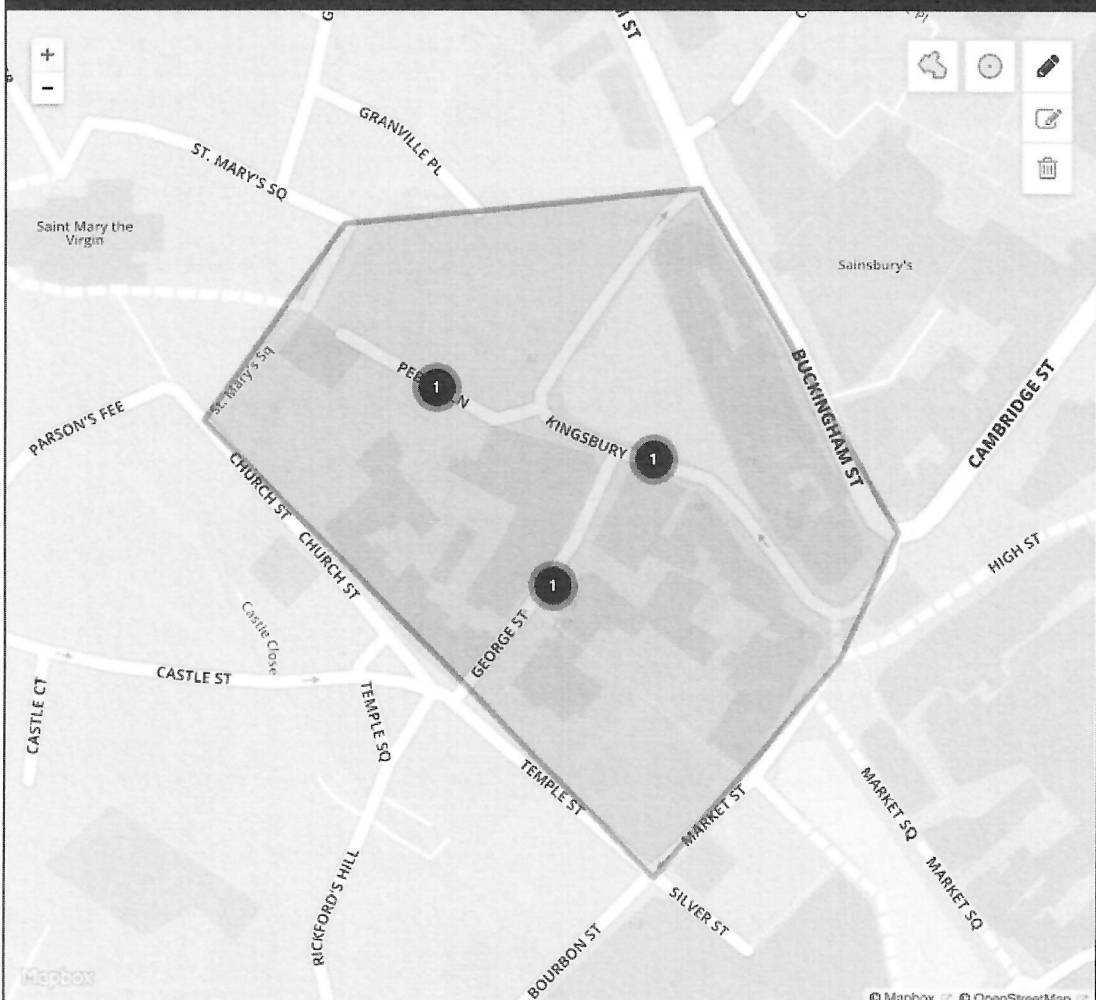 ST
+
-
GRANVILLE PL
ST. MARY'S SQ
Saint Mary the
Virgin
Sainsbury's
St. Mary's Sq
1
BUCKINGHAM ST
CAMBRIDGE ST
PARSON'S FEE
KINGSBURY
1
CHURCH ST
CHURCH ST
HIGH ST
1
GEORGE ST
Castle Close
CASTLE ST
CASTLE CT
TEMPLE SQ
TEMPLE ST
MARKET ST
MARKET SQ
MARKET SQ
RICKFORD'S HILL
SILVER ST
BOURBON ST
Mapbox
© Mapbox © OpenStreetMap